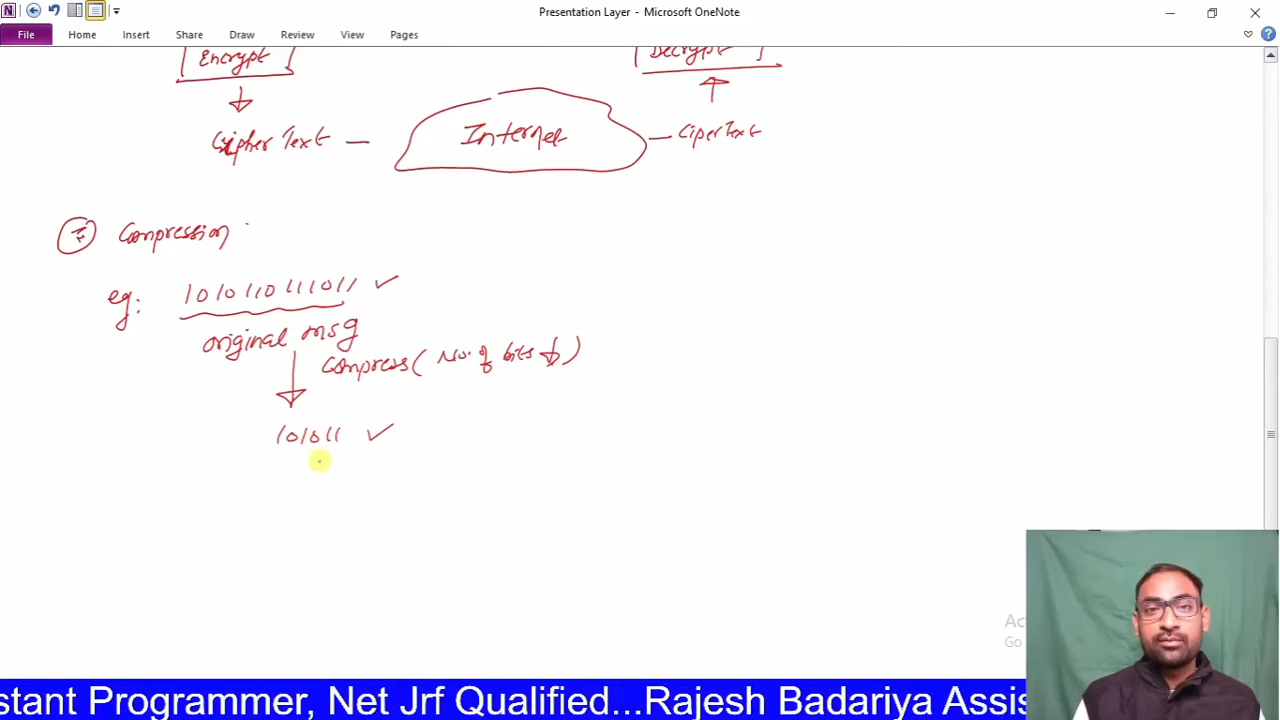 Presentation Layer - Microsoft OneNote
File Home Insert Share Draw Review View Pages
Encrypt Decrypt
Cipher Text Internet CiperText
Compression
eg: 1010110111011
original msg
Compress ( No. of bits ↓ )
101011
stant Programmer, Net Jrf Qualified...Rajesh Badariya Assis